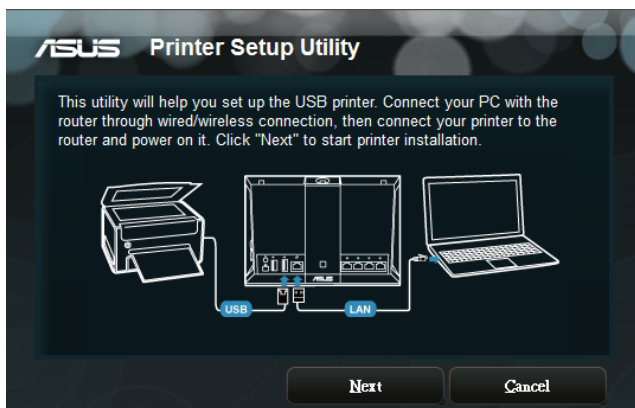 ASUS Printer Setup Utility
This utility will help you set up the USB printer. Connect your PC with the
router through wired/wireless connection, then connect your printer to the
router and power on it. Click "Next" to start printer installation.
ASUS
USB
LAN
Next
Cancel